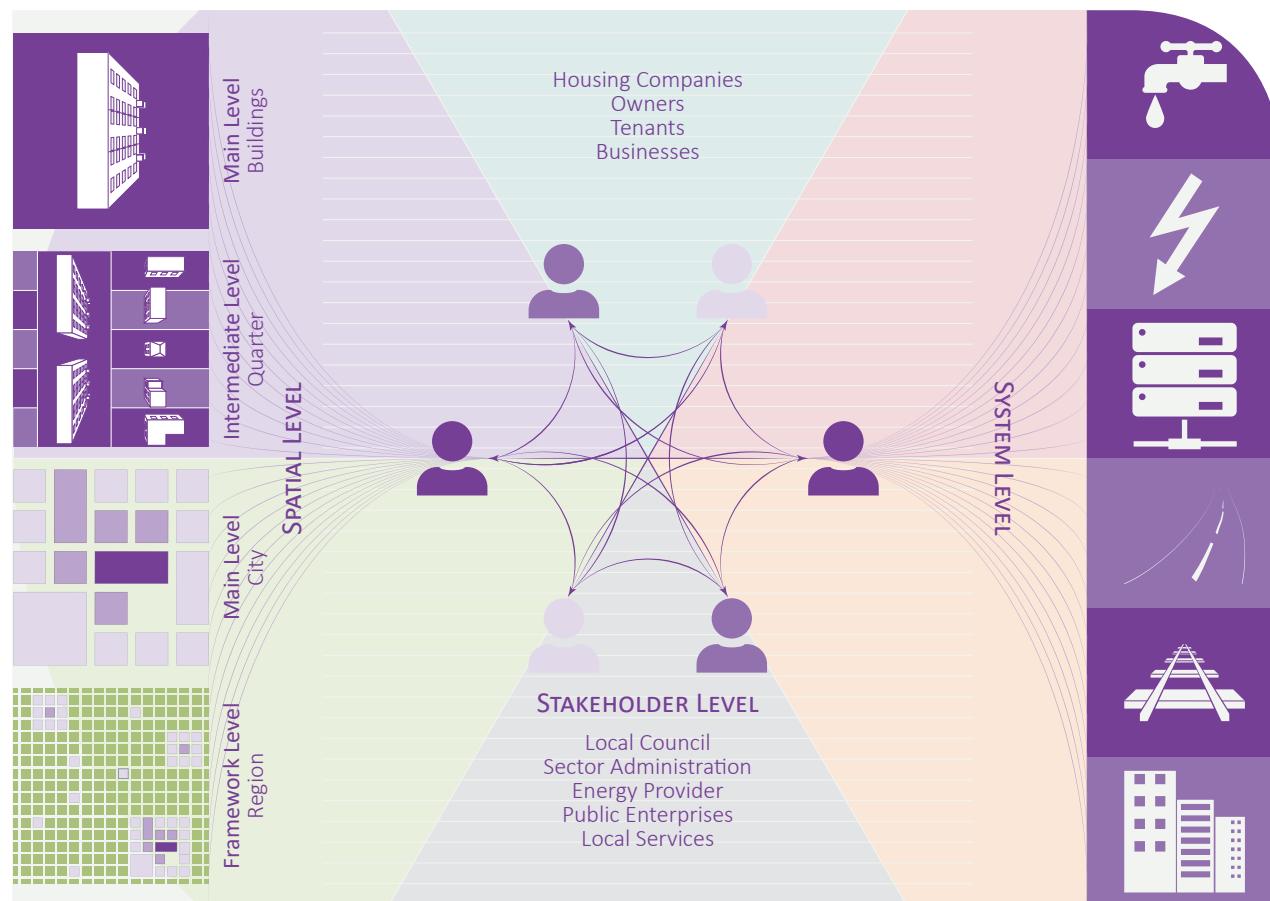 Housing Companies
Owners
Tenants
Businesses
Main Level
Buildings
Intermediate Level
Quarter
Main Level
City
Framework Level
Region
SPATIAL LEVEL
SYSTEM LEVEL
STAKEHOLDER LEVEL
Local Council
Sector Administration
Energy Provider
Public Enterprises
Local Services